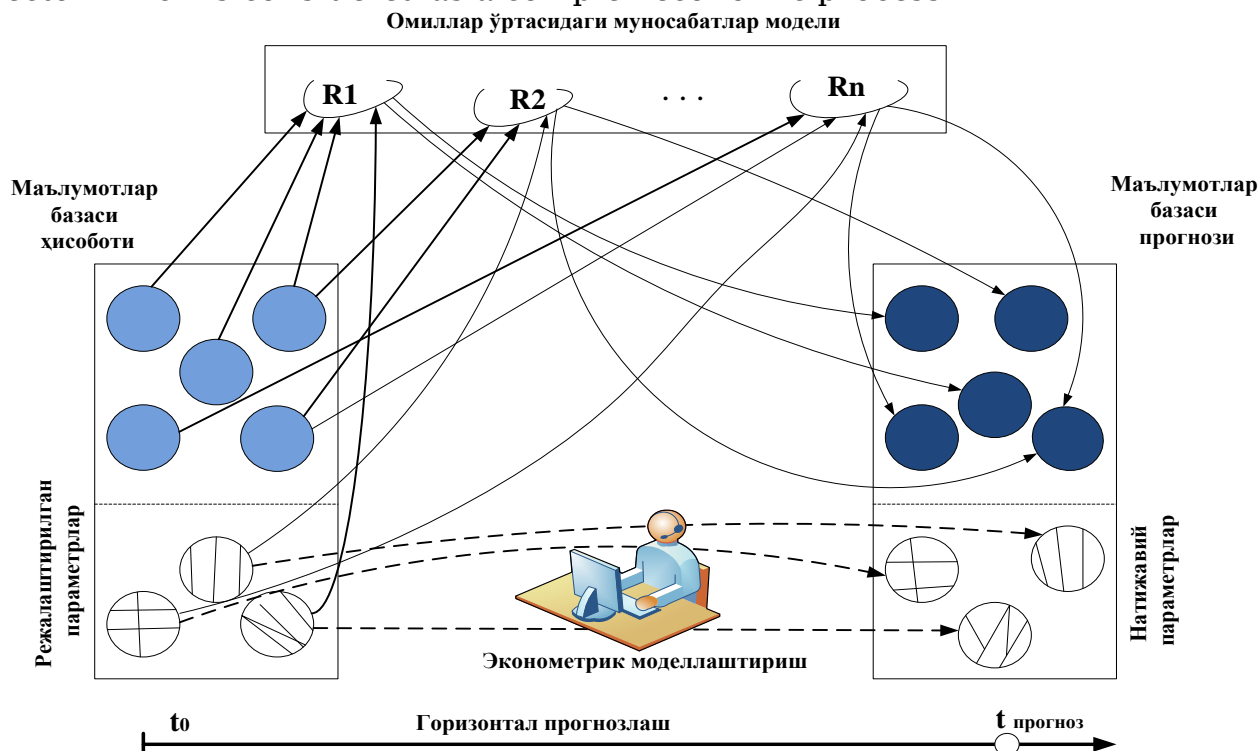 Омиллар ўртасидаги муносабатлар модели
R1
R2
. . .
Rn
Маълумотлар
базаси
ҳисоботи
Маълумотлар
базаси
прогнози
Режалаштирилган
параметрлар
Натижавий
параметрлар
Эконометрик моделлаштириш
t0
Горизонтал прогнозлаш
t прогноз